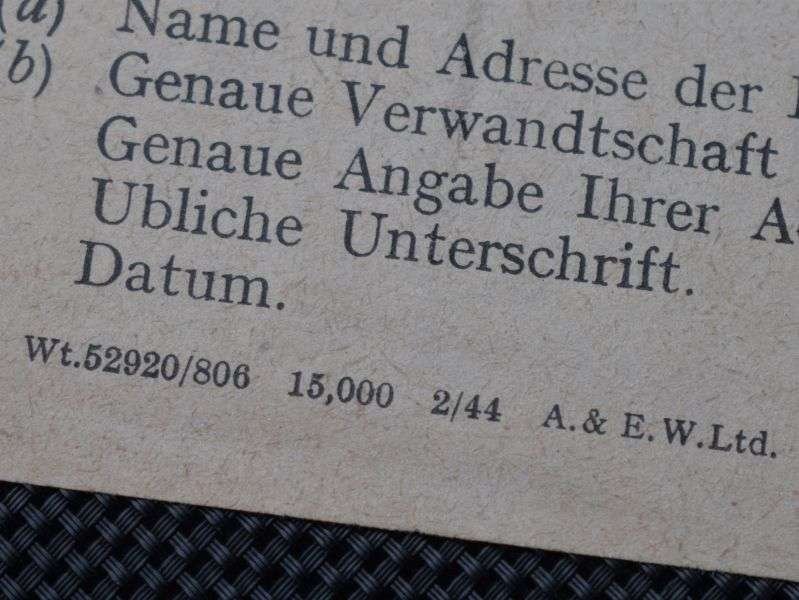 (a) Name und Adresse der
(b) Genaue Verwandtschaft
Genaue Angabe Ihrer
Ubliche Unterschrift.
Datum.
Wt.52920/806 15,000 2/44 A. & E. W. Ltd.